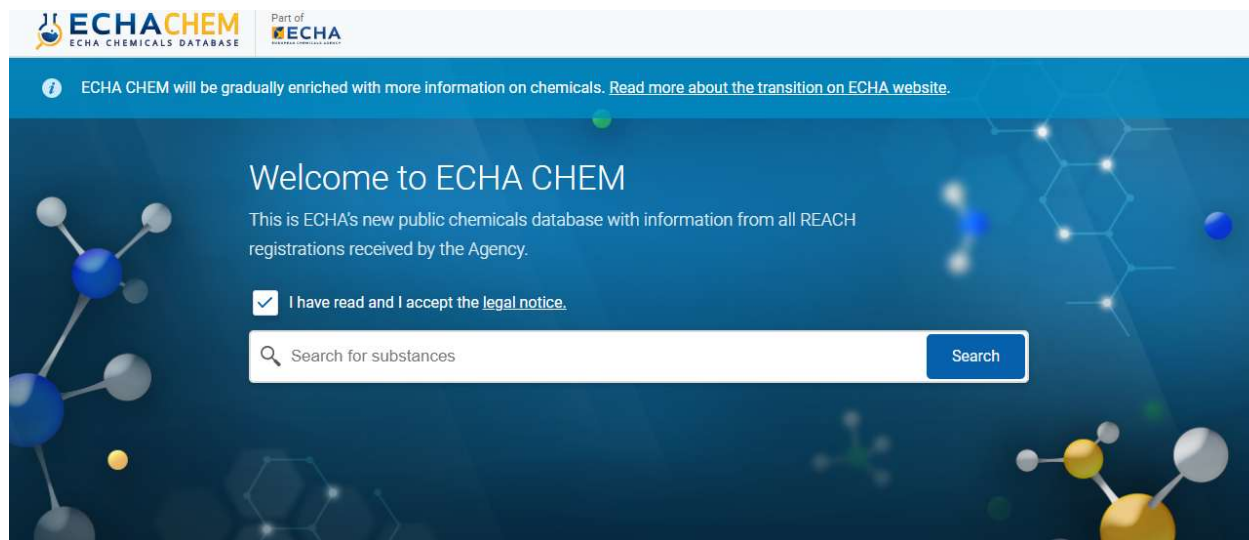 ECHACHEM
ECHA CHEMICALS DATABASE
Part of
ECHA
EUROPEAN CHEMICALS AGENCY
ECHA CHEM will be gradually enriched with more information on chemicals. Read more about the transition on ECHA website.
Welcome to ECHA CHEM
This is ECHA's new public chemicals database with information from all REACH
registrations received by the Agency.
I have read and I accept the legal notice.
Search for substances
Search